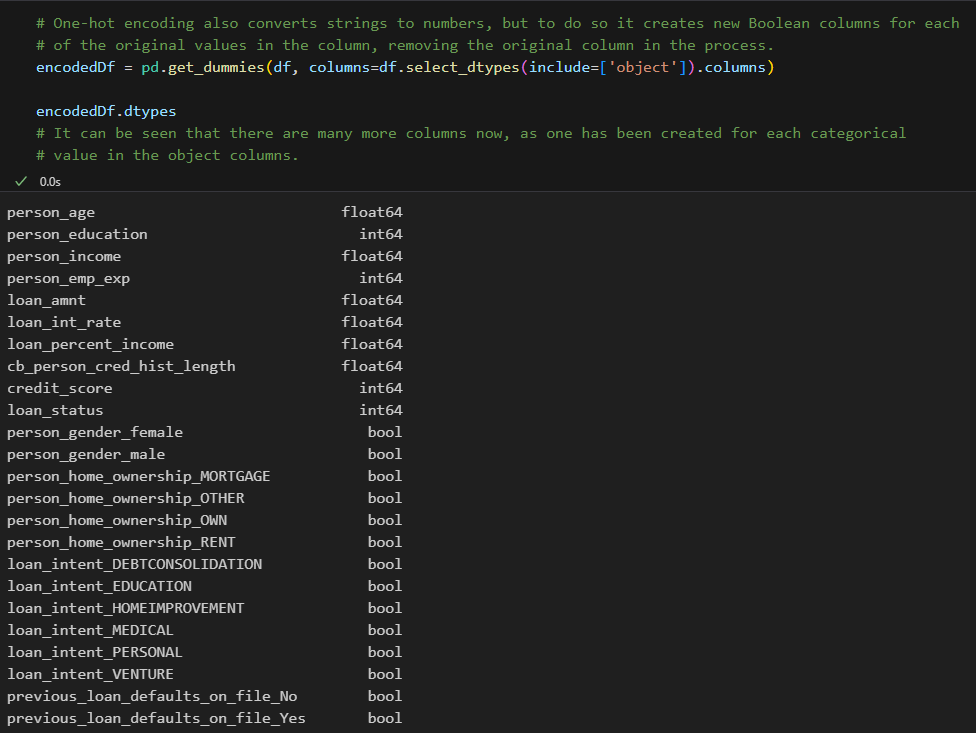 # One-hot encoding also converts strings to numbers, but to do so it creates new Boolean columns for each
# of the original values in the column, removing the original column in the process.
encodedDf = pd.get_dummies(df, columns=df.select_dtypes(include=['object']).columns)
encodedDf.dtypes
# It can be seen that there are many more columns now, as one has been created for each categorical
# value in the object columns.
✓ 0.0s
person_age float64
person_education int64
person_income float64
person_emp_exp int64
loan_amnt float64
loan_int_rate float64
loan_percent_income float64
cb_person_cred_hist_length float64
credit_score int64
loan_status int64
person_gender_female bool
person_gender_male bool
person_home_ownership_MORTGAGE bool
person_home_ownership_OTHER bool
person_home_ownership_OWN bool
person_home_ownership_RENT bool
loan_intent_DEBTCONSOLIDATION bool
loan_intent_EDUCATION bool
loan_intent_HOMEIMPROVEMENT bool
loan_intent_MEDICAL bool
loan_intent_PERSONAL bool
loan_intent_VENTURE bool
previous_loan_defaults_on_file_No bool
previous_loan_defaults_on_file_Yes bool